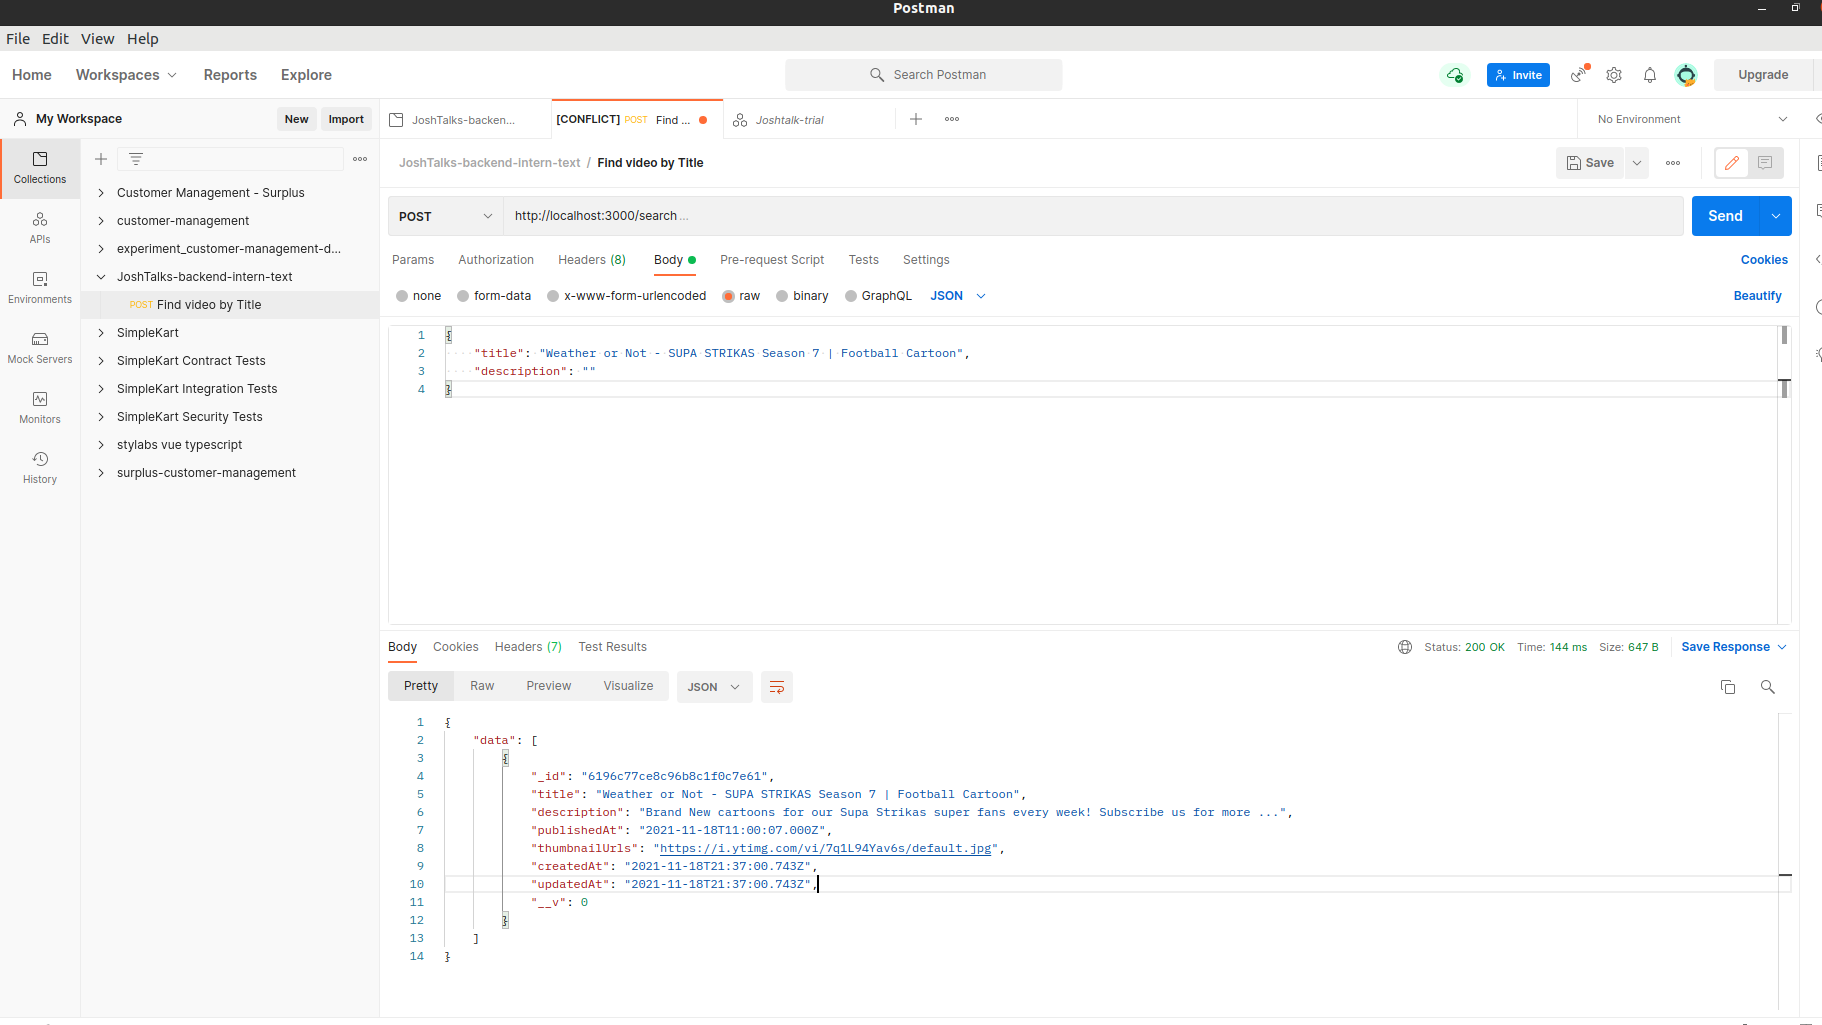 Postman
File Edit View Help
Home Workspaces Reports Explore Search Postman Invite Upgrade
My Workspace New Import JoshTalks-backen... [CONFLICT] POST Find ... Joshtalk-trial No Environment
Collections
APIs
Environments
Mock Servers
Monitors
History
Customer Management - Surplus
customer-management
experiment_customer-management-d...
JoshTalks-backend-intern-text
POST Find video by Title
SimpleKart
SimpleKart Contract Tests
SimpleKart Integration Tests
SimpleKart Security Tests
stylabs vue typescript
surplus-customer-management
JoshTalks-backend-intern-text / Find video by Title Save
POST http://localhost:3000/search... Send
Params Authorization Headers (8) Body Pre-request Script Tests Settings Cookies
none form-data x-www-form-urlencoded raw binary GraphQL JSON Beautify
1 {
2 "title": "Weather or Not - SUPA STRIKAS Season 7 | Football Cartoon",
3 "description": ""
4 }
Body Cookies Headers (7) Test Results Status: 200 OK Time: 144 ms Size: 647 B Save Response
Pretty Raw Preview Visualize JSON
1 {
2 "data": [
3 {
4 "_id": "6196c77ce8c96b8c1f0c7e61",
5 "title": "Weather or Not - SUPA STRIKAS Season 7 | Football Cartoon",
6 "description": "Brand New cartoons for our Supa Strikas super fans every week! Subscribe us for more ...",
7 "publishedAt": "2021-11-18T11:00:07.000Z",
8 "thumbnailUrls": "https://i.ytimg.com/vi/7q1L94Yav6s/default.jpg",
9 "createdAt": "2021-11-18T21:37:00.743Z",
10 "updatedAt": "2021-11-18T21:37:00.743Z",
11 "__v": 0
12 }
13 ]
14 }